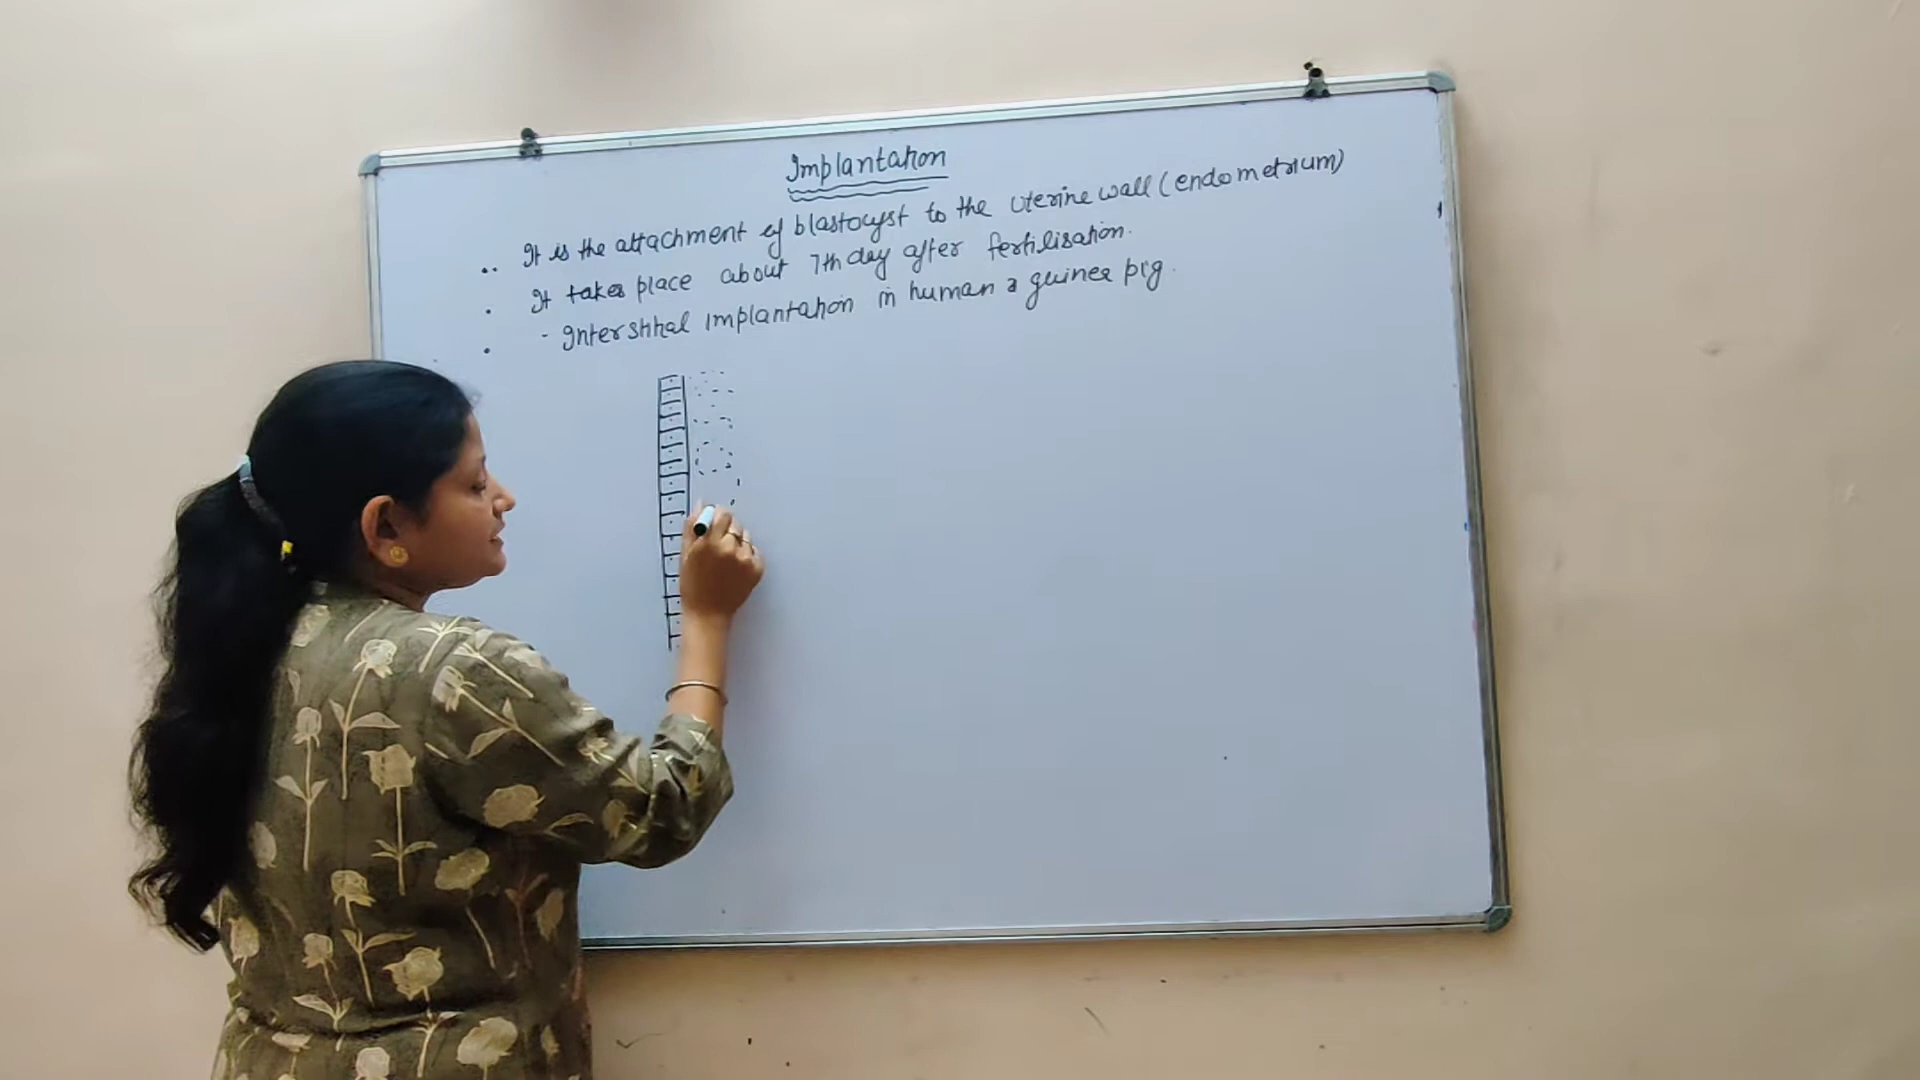 Implantation
.. It is the attachment of blastocyst to the uterine wall (endometrium)
. It takes place about 7th day after fertilisation.
. - Interstitial implantation in human & guinea pig.